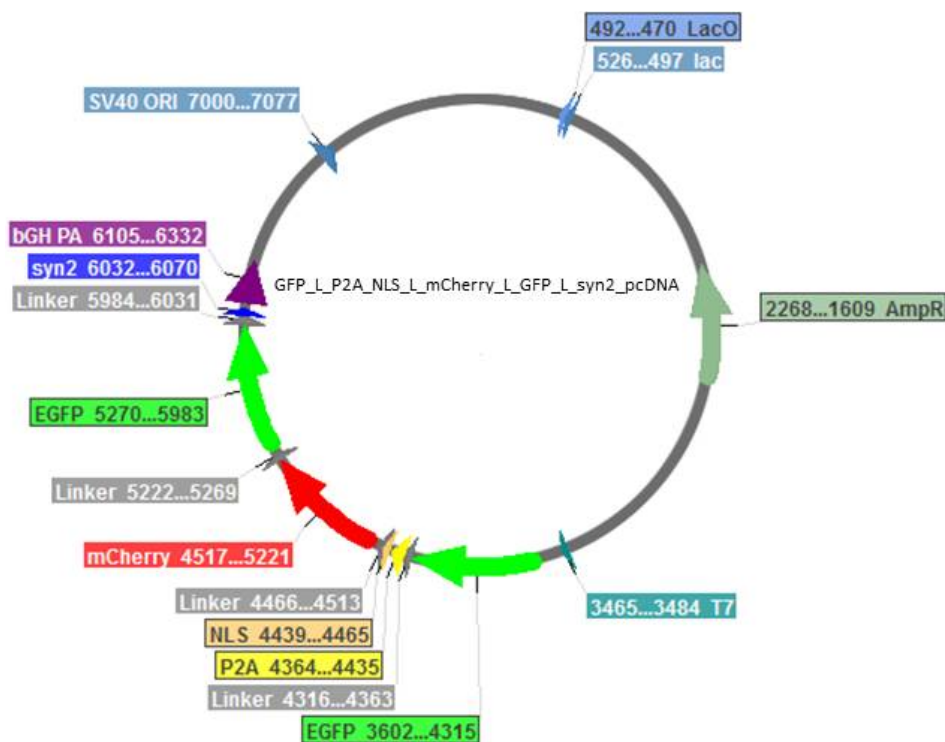 492...470 LacO
526...497 lac
SV40 ORI 7000...7077
bGH PA 6105...6332
syn2 6032...6070
Linker 5984...6031
GFP_L_P2A_NLS_L_mCherry_L_GFP_L_syn2_pcDNA
2268...1609 AmpR
EGFP 5270...5983
Linker 5222...5269
mCherry 4517...5221
Linker 4466...4513
NLS 4439...4465
P2A 4364...4435
Linker 4316...4363
EGFP 3602...4315
3465...3484 T7